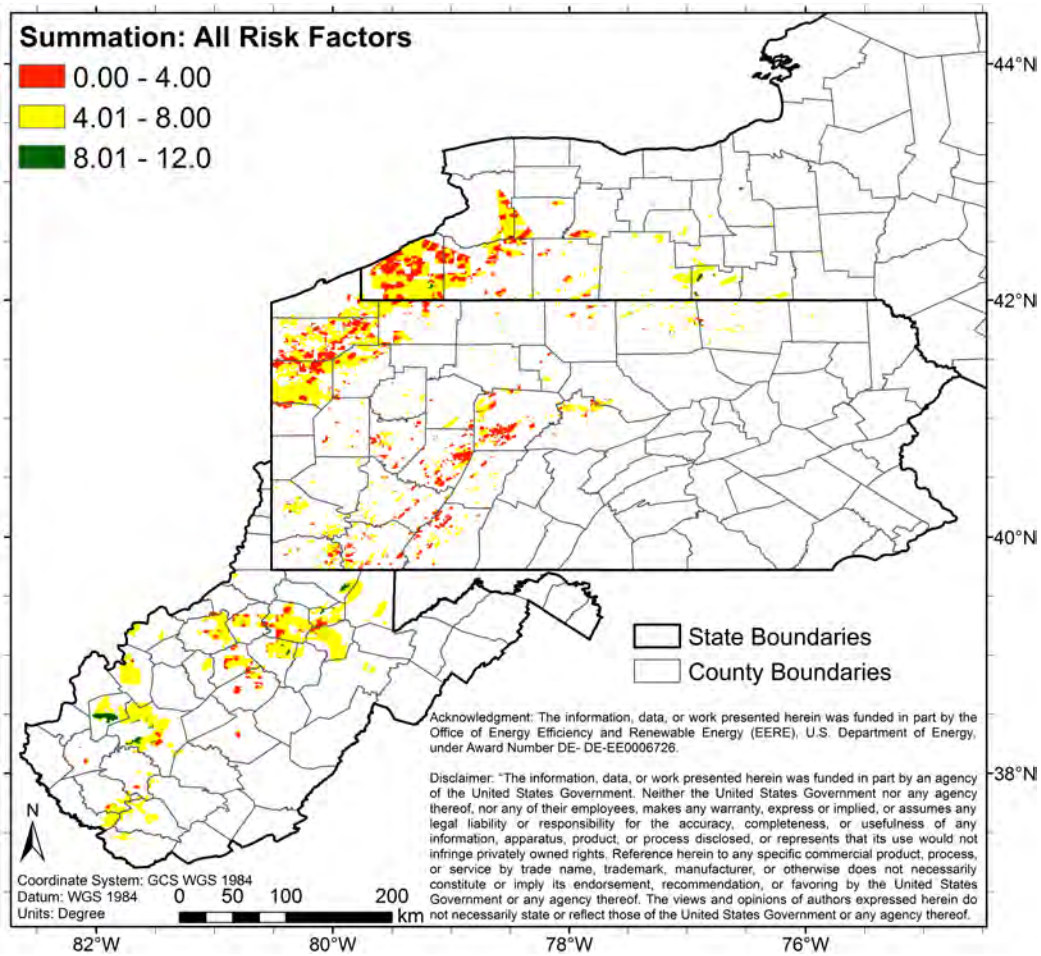 Summation: All Risk Factors
0.00 - 4.00
4.01 - 8.00
8.01 - 12.0
44°N
42°N
40°N
38°N
State Boundaries
County Boundaries
Acknowledgment: The information, data, or work presented herein was funded in part by the
Office of Energy Efficiency and Renewable Energy (EERE), U.S. Department of Energy,
under Award Number DE- DE-EE0006726.
Disclaimer: "The information, data, or work presented herein was funded in part by an agency
of the United States Government. Neither the United States Government nor any agency
thereof, nor any of their employees, makes any warranty, express or implied, or assumes any
legal liability or responsibility for the accuracy, completeness, or usefulness of any
information, apparatus, product, or process disclosed, or represents that its use would not
infringe privately owned rights. Reference herein to any specific commercial product, process,
or service by trade name, trademark, manufacturer, or otherwise does not necessarily
constitute or imply its endorsement, recommendation, or favoring by the United States
Government or any agency thereof. The views and opinions of authors expressed herein do
not necessarily state or reflect those of the United States Government or any agency thereof.
N
Coordinate System: GCS WGS 1984
Datum: WGS 1984
Units: Degree
0 50 100 200
km
82°W 80°W 78°W 76°W